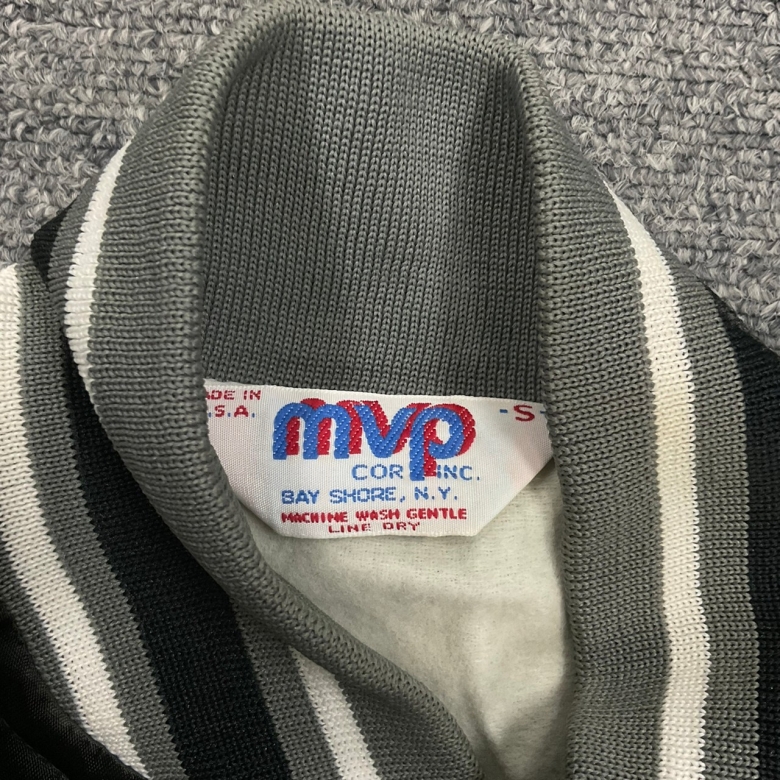 ADE IN
.S.A.
mvp
-S-
COR INC.
BAY SHORE, N.Y.
MACHINE WASH GENTLE
LINE DRY